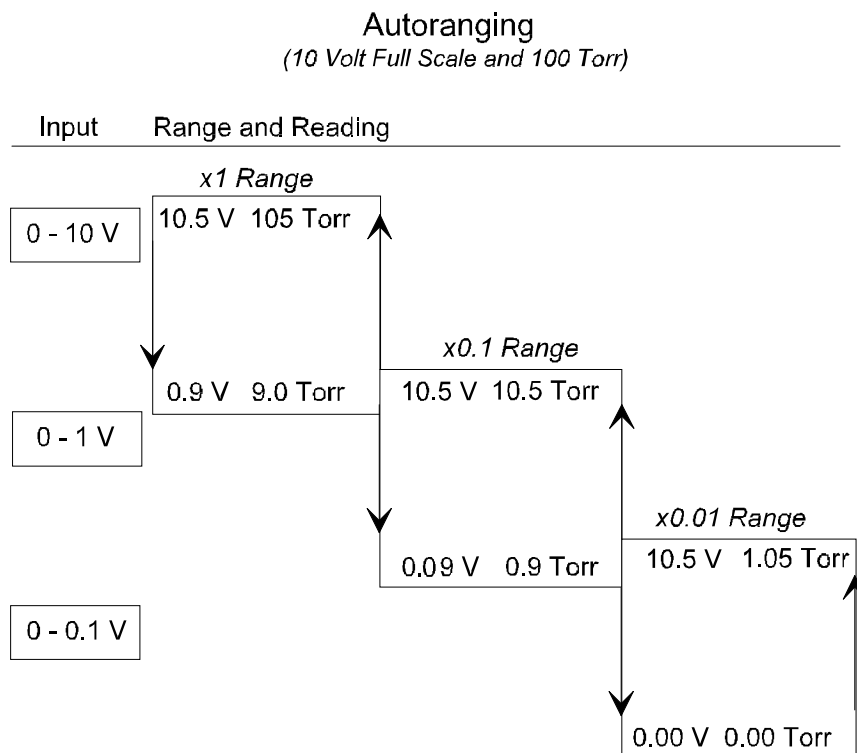 Autoranging
(10 Volt Full Scale and 100 Torr)
Input Range and Reading
x1 Range
0 - 10 V
10.5 V 105 Torr
x0.1 Range
0.9 V 9.0 Torr
10.5 V 10.5 Torr
0 - 1 V
x0.01 Range
0.09 V 0.9 Torr
10.5 V 1.05 Torr
0 - 0.1 V
0.00 V 0.00 Torr